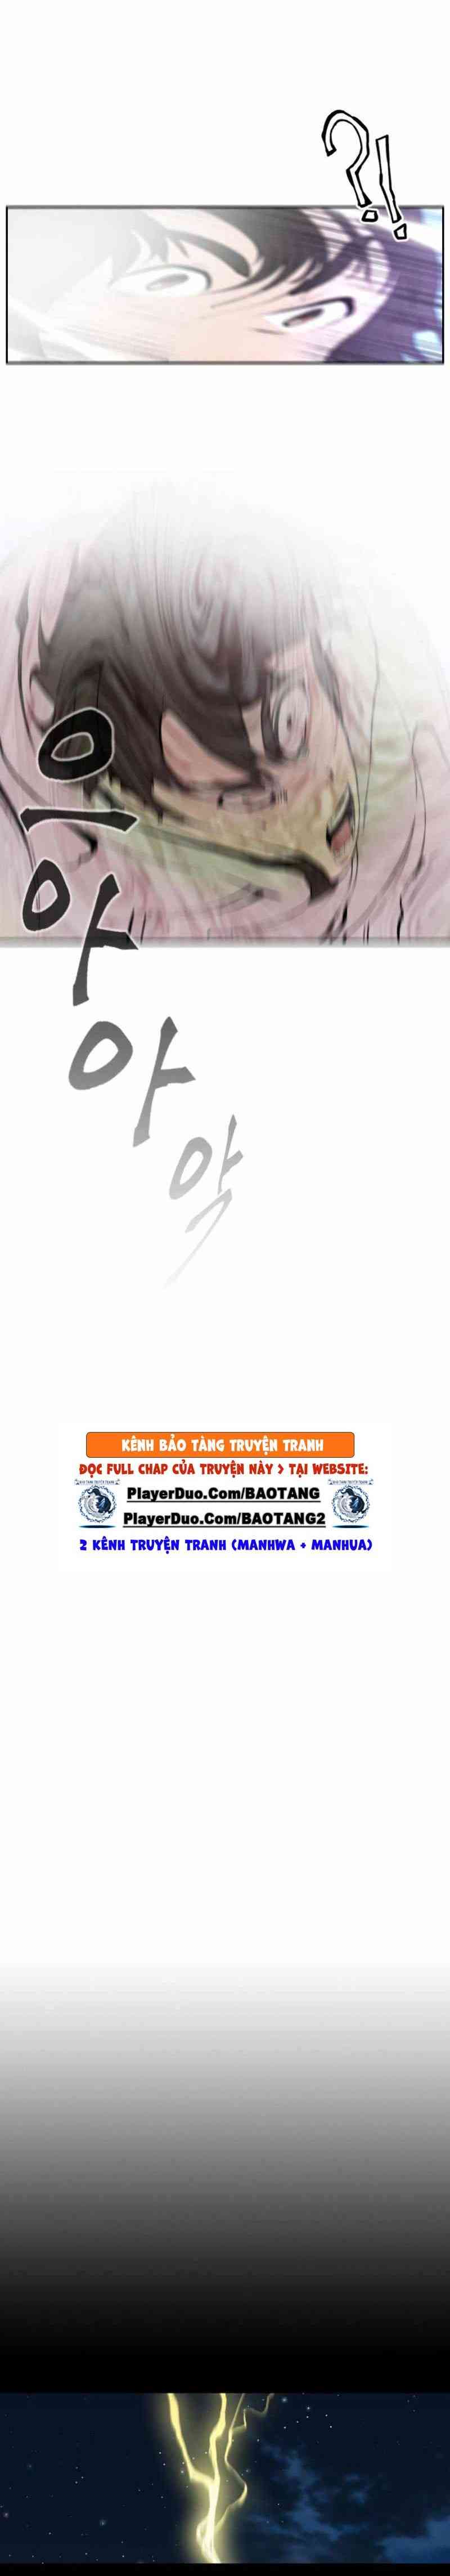 ?!
으
아
아
악
KÊNH BẢO TÀNG TRUYỆN TRANH
ĐỌC FULL CHAP CỦA TRUYỆN NÀY > TẠI WEBSITE:
PlayerDuo.Com/BAOTANG
PlayerDuo.Com/BAOTANG2
2 KÊNH TRUYỆN TRANH (MANHWA + MANHUA)